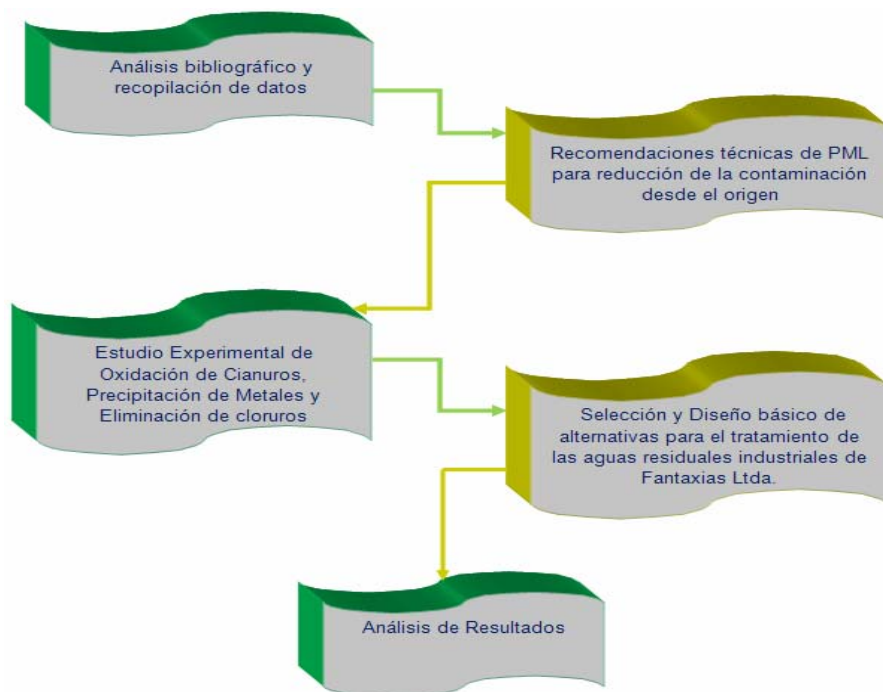 Análisis bibliográfico y
recopilación de datos
Recomendaciones técnicas de PML
para reducción de la contaminación
desde el origen
Estudio Experimental de
Oxidación de Cianuros,
Precipitación de Metales y
Eliminación de cloruros
Selección y Diseño básico de
alternativas para el tratamiento de
las aguas residuales industriales de
Fantaxias Ltda.
Análisis de Resultados